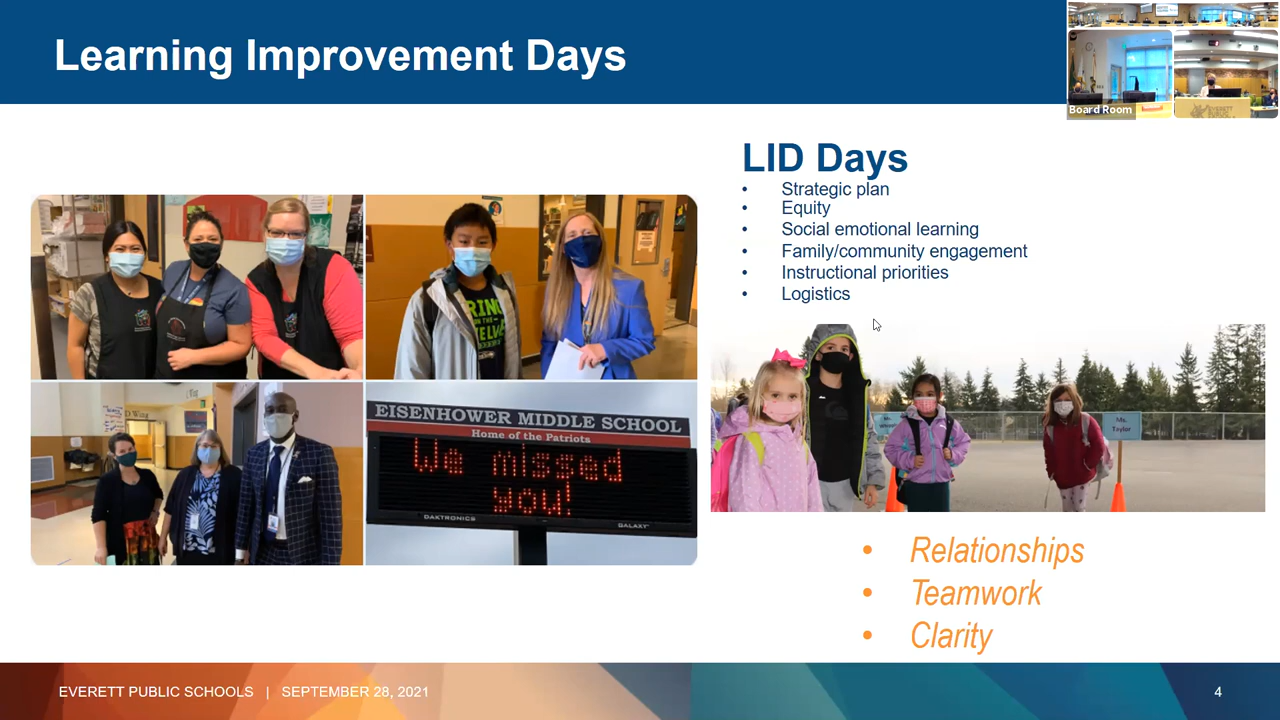 Learning Improvement Days
Board Room
EVERETT
LID Days
• Strategic plan
• Equity
• Social emotional learning
• Family/community engagement
• Instructional priorities
• Logistics
D Wing
EISENHOWER MIDDLE SCHOOL
Home of the Patriots
We missed
you!
DAKTRONICS
GALAXY
Ms.
Taylor
• Relationships
• Teamwork
• Clarity
EVERETT PUBLIC SCHOOLS | SEPTEMBER 28, 2021
4